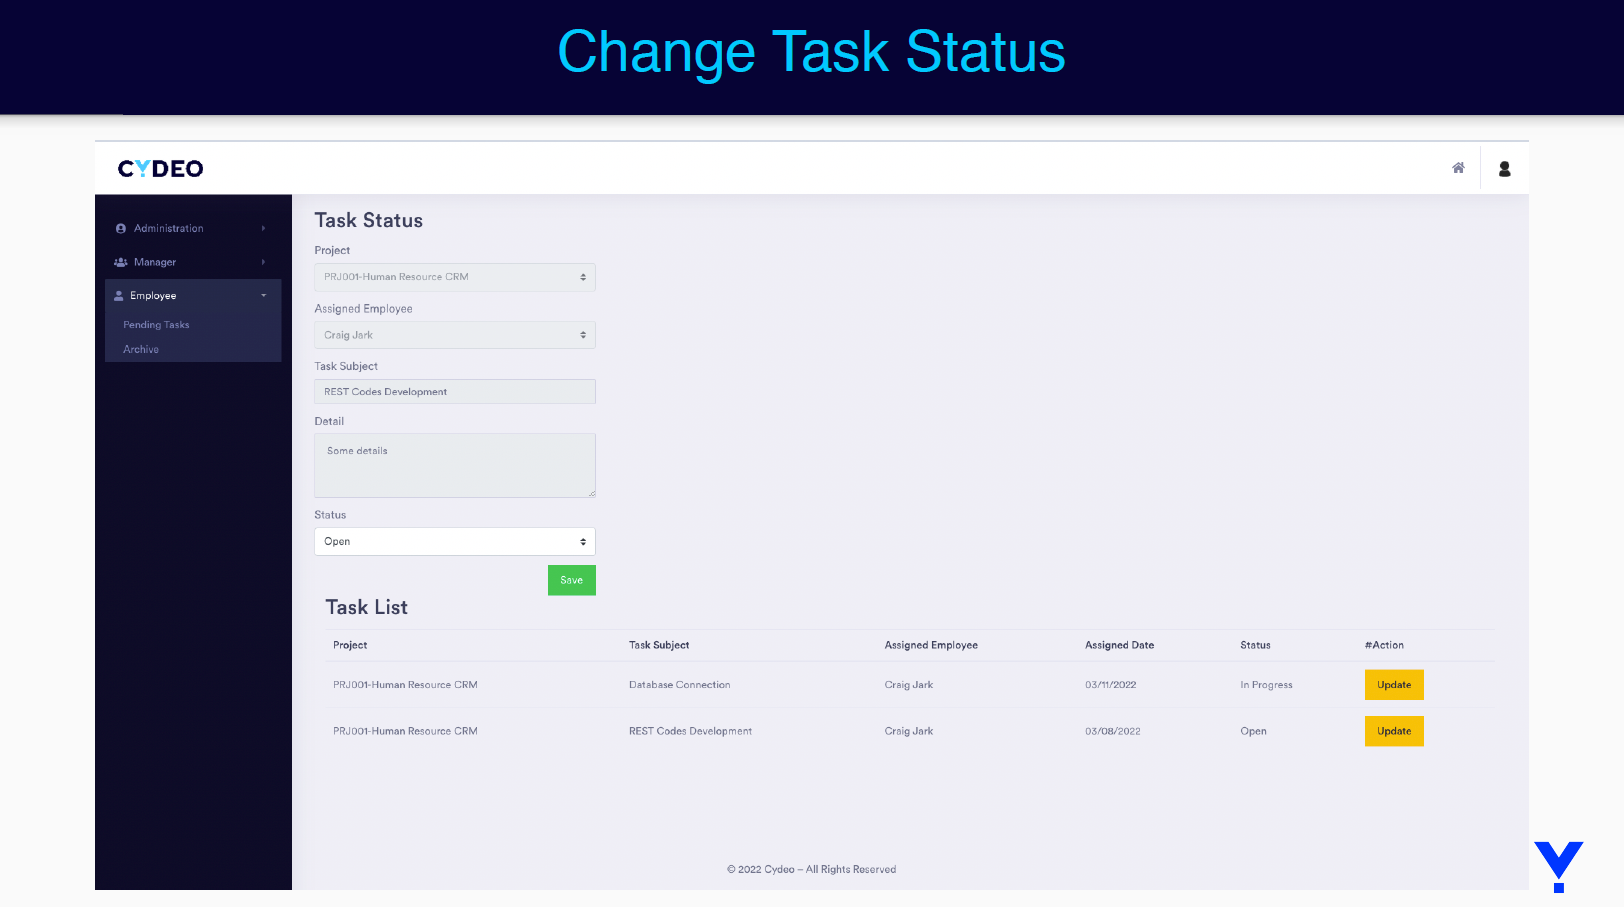 Change Task Status
CYDEO
Administration
Manager
Employee
Pending Tasks
Archive
Task Status
Project
PRJ001-Human Resource CRM
Assigned Employee
Craig Jark
Task Subject
REST Codes Development
Detail
Some details
Status
Open
Save
Task List
Project Task Subject Assigned Employee Assigned Date Status #Action
PRJ001-Human Resource CRM Database Connection Craig Jark 03/11/2022 In Progress Update
PRJ001-Human Resource CRM REST Codes Development Craig Jark 03/08/2022 Open Update
© 2022 Cydeo – All Rights Reserved